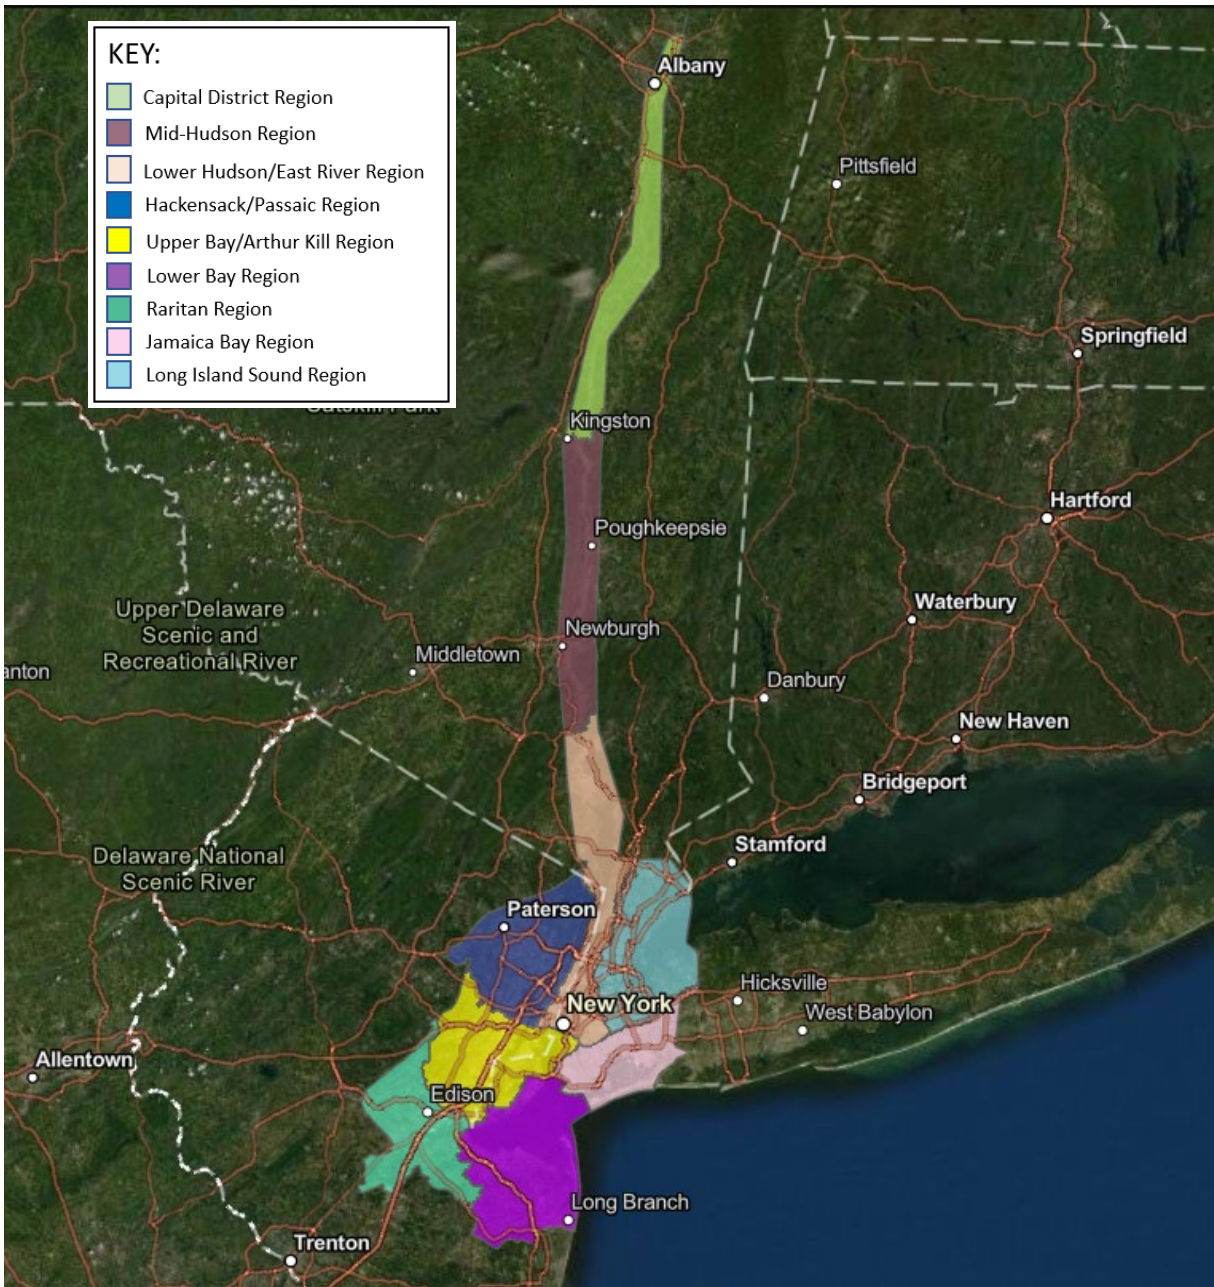 KEY:
Capital District Region
Mid-Hudson Region
Lower Hudson/East River Region
Hackensack/Passaic Region
Upper Bay/Arthur Kill Region
Lower Bay Region
Raritan Region
Jamaica Bay Region
Long Island Sound Region
Albany
Pittsfield
Springfield
Kingston
Hartford
Poughkeepsie
Waterbury
Upper Delaware
Scenic and
Recreational River
Newburgh
Middletown
anton
Danbury
New Haven
Bridgeport
Stamford
Delaware National
Scenic River
Paterson
Hicksville
New York
West Babylon
Allentown
Edison
Long Branch
Trenton